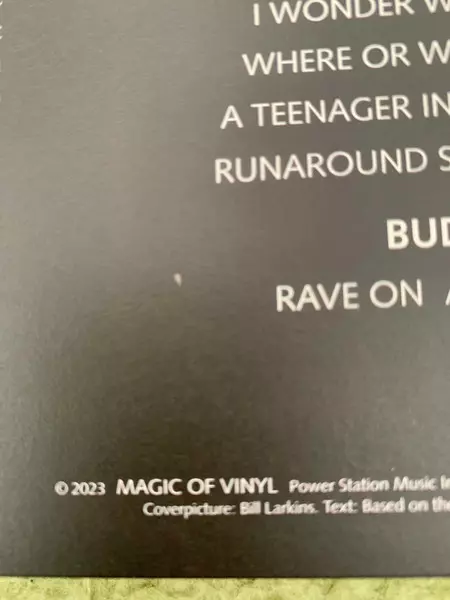 I WONDER W
WHERE OR W
A TEENAGER IN
RUNAROUND S
BUD
RAVE ON
© 2023 MAGIC OF VINYL Power Station Music In
Coverpicture: Bill Larkins. Text: Based on the